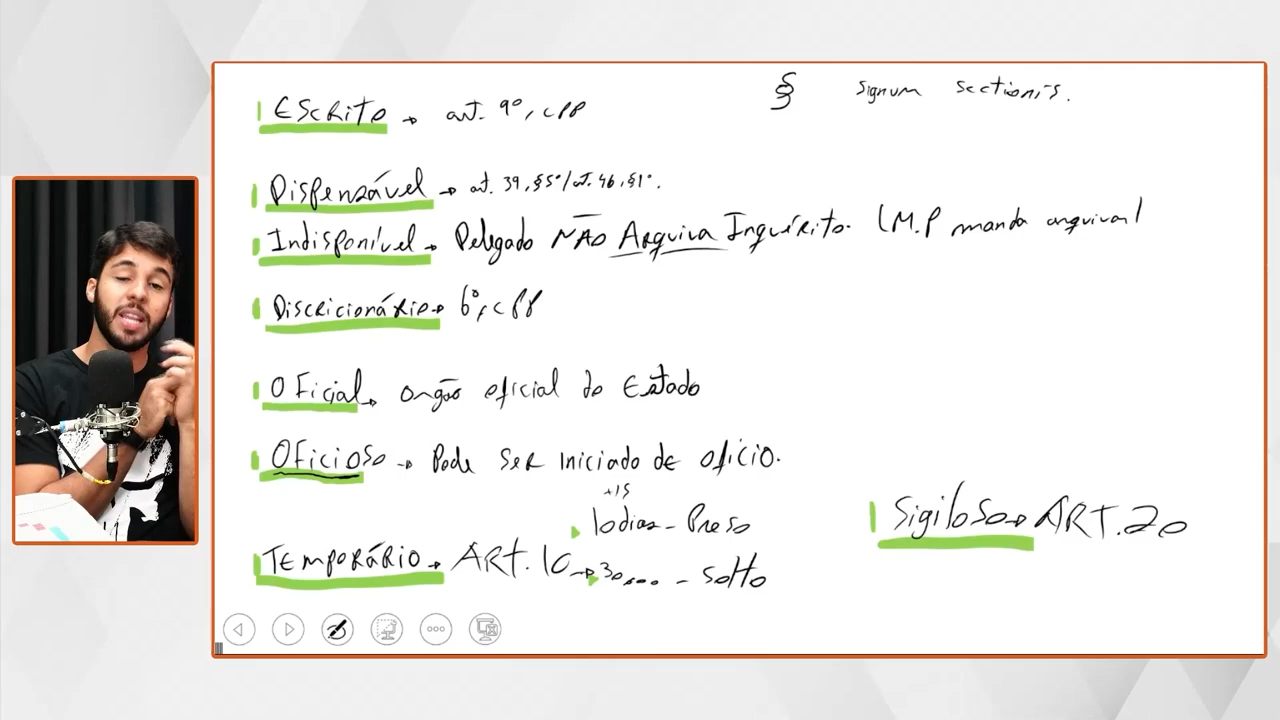 § signum sectionis.
Escrito → art. 9º, CPP
Dispensável → art. 39, §5º/art. 46, §1º.
Indisponível → Delegado NÃO Arquiva Inquérito. (M.P manda arquivar)
Discricionário → 6º, CPP
Oficial → orgão oficial do Estado
Oficioso → Pode ser iniciado de ofício.
+15
10 dias - Preso
Sigiloso → ART. 20
Temporário → ART. 10 → 30 - solto